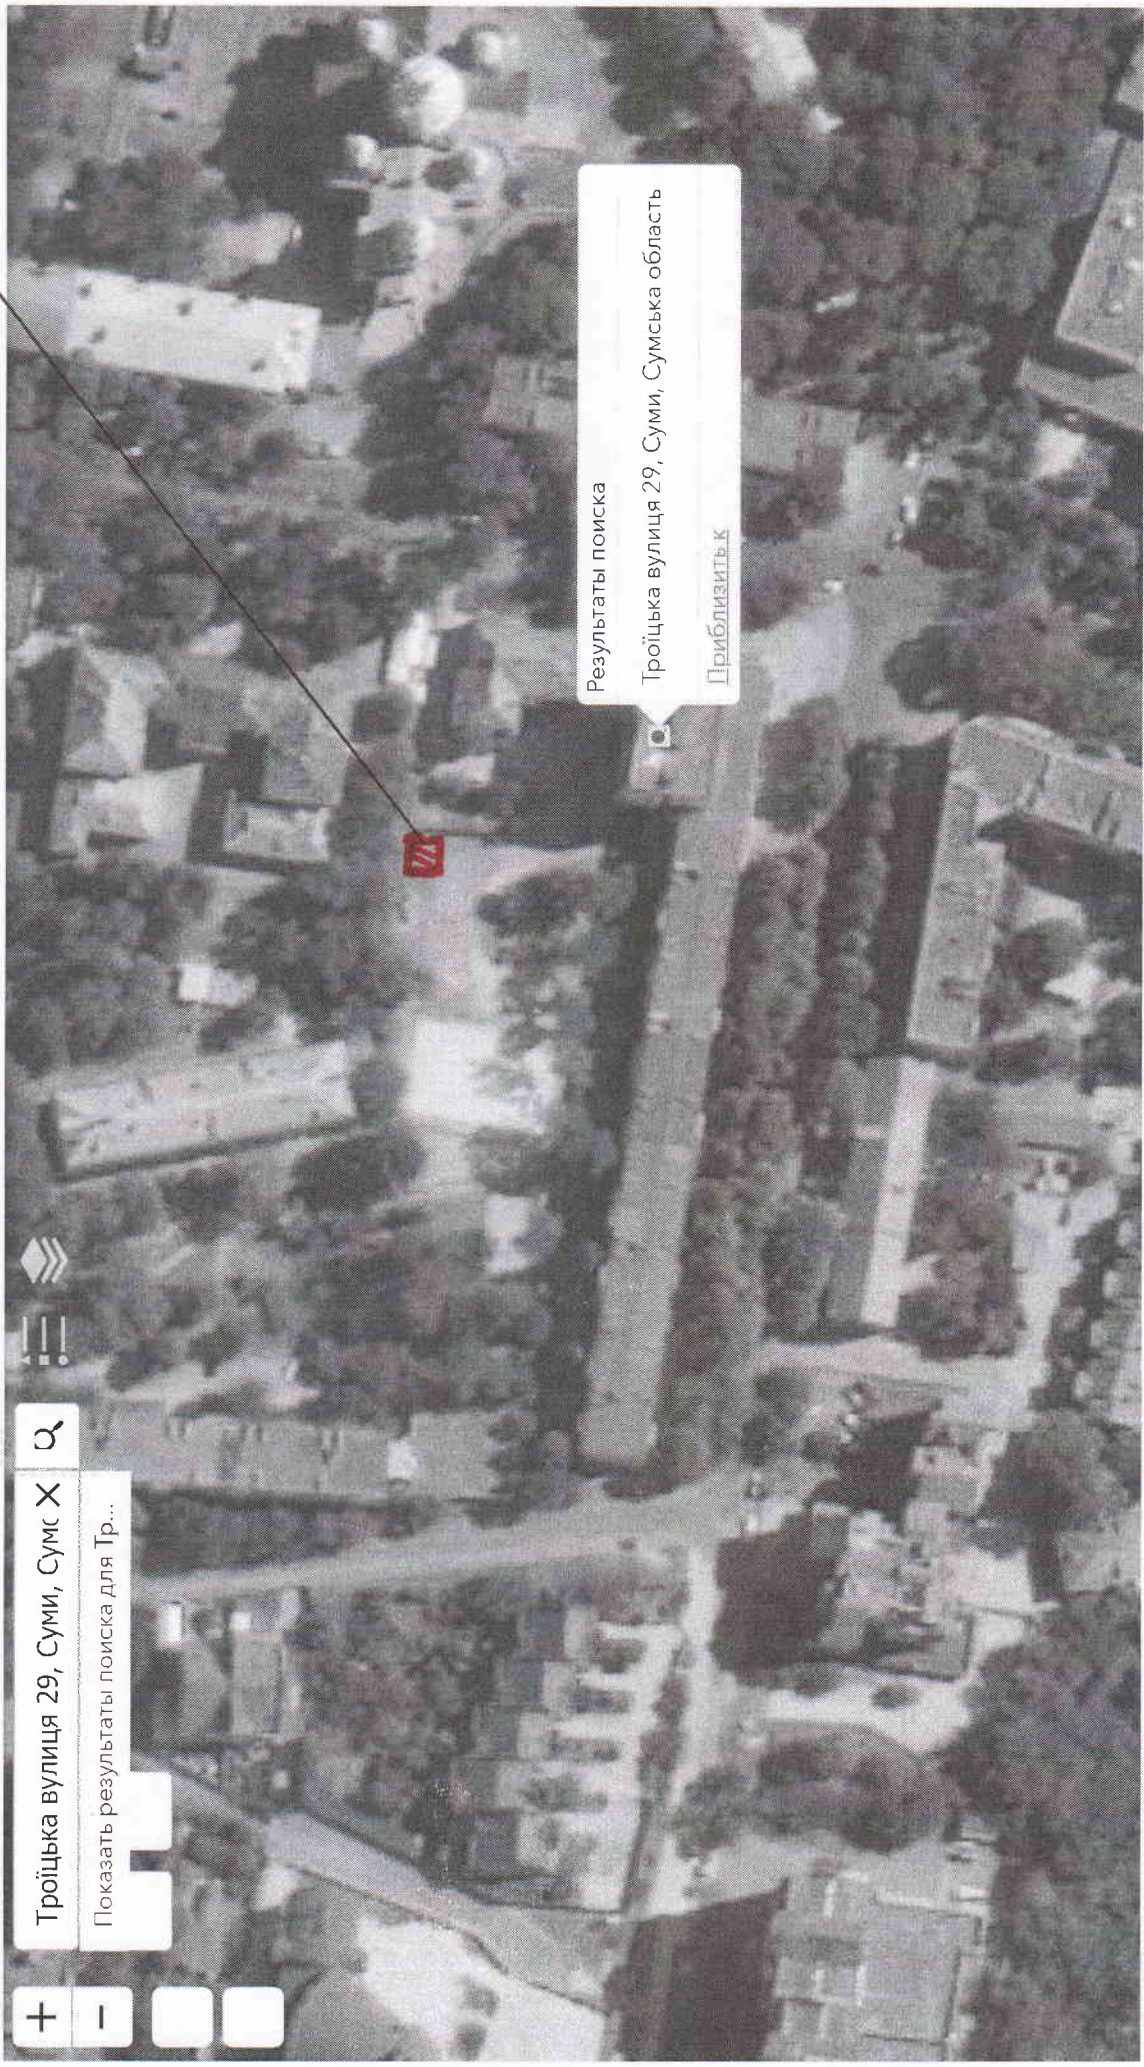 +
−
Троїцька вулиця 29, Суми, Сумс ✕
Показать результаты поиска для Тр...
Результаты поиска
Троїцька вулиця 29, Суми, Сумська область
Приблизить к